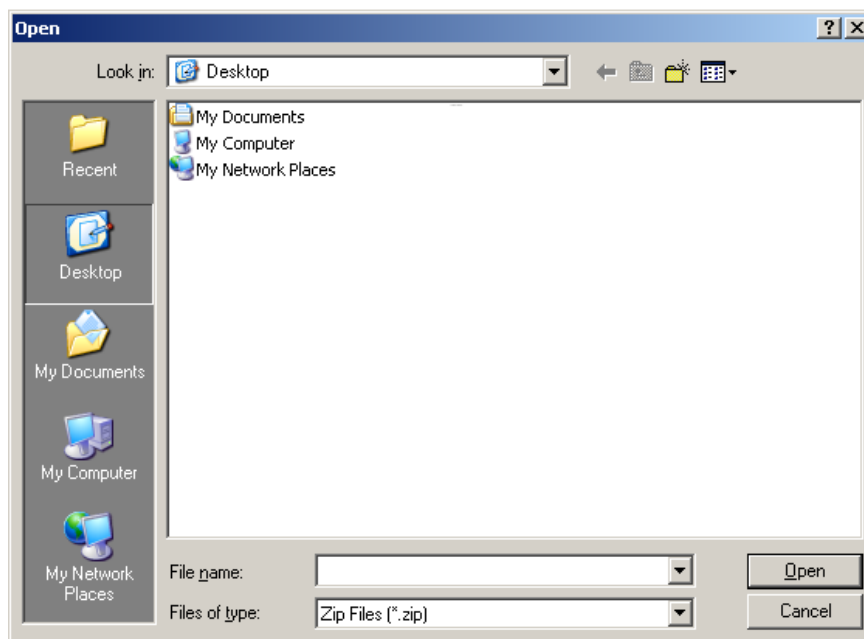 Open
Look in: Desktop
My Documents
My Computer
My Network Places
Recent
Desktop
My Documents
My Computer
My Network
Places
File name:
Open
Files of type: Zip Files (*.zip)
Cancel